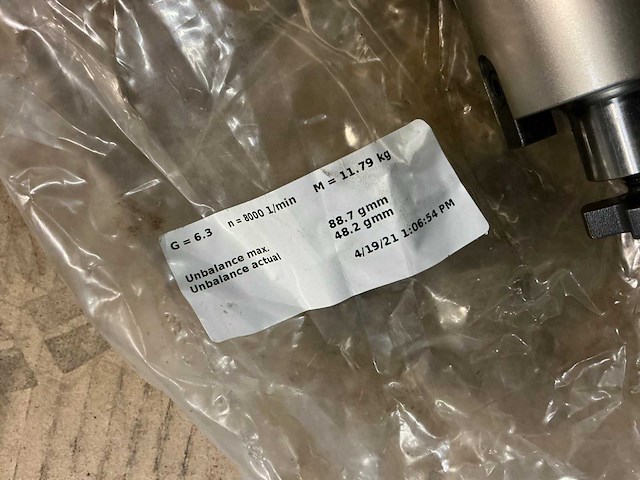 G = 6.3 n = 8000 1/min M = 11.79 kg
Unbalance max. 88.7 gmm
Unbalance actual 48.2 gmm
4/19/21 1:06:54 PM